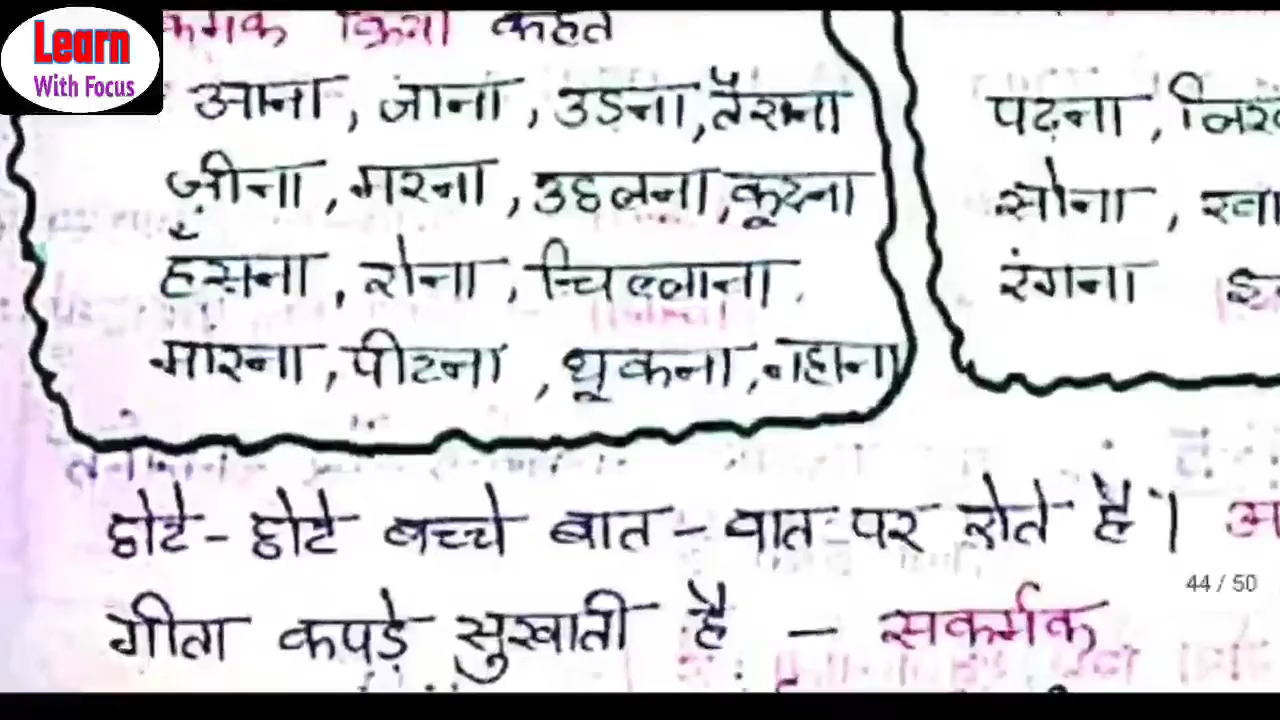 Learn
With Focus
क्रिया कहते
आना, जाना, उड़ना, तैरना
जीना, मरना, उछलना, कूदना
हँसना, रोना, चिल्लाना,
मारना, पीटना, थूकना, नहाना
पढ़ना,
सोना,
रंगना
छोटे-छोटे बच्चे बात-बात पर रोते है।
गीता कपड़े सुखाती है - सकर्मक
44 / 50